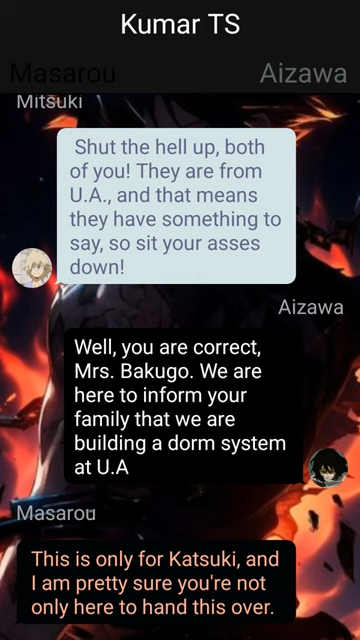 Kumar TS
Masarou
Aizawa
Mitsuki
Shut the hell up, both
of you! They are from
U.A., and that means
they have something to
say, so sit your asses
down!
Aizawa
Well, you are correct,
Mrs. Bakugo. We are
here to inform your
family that we are
building a dorm system
at U.A
Masarou
This is only for Katsuki, and
I am pretty sure you're not
only here to hand this over.